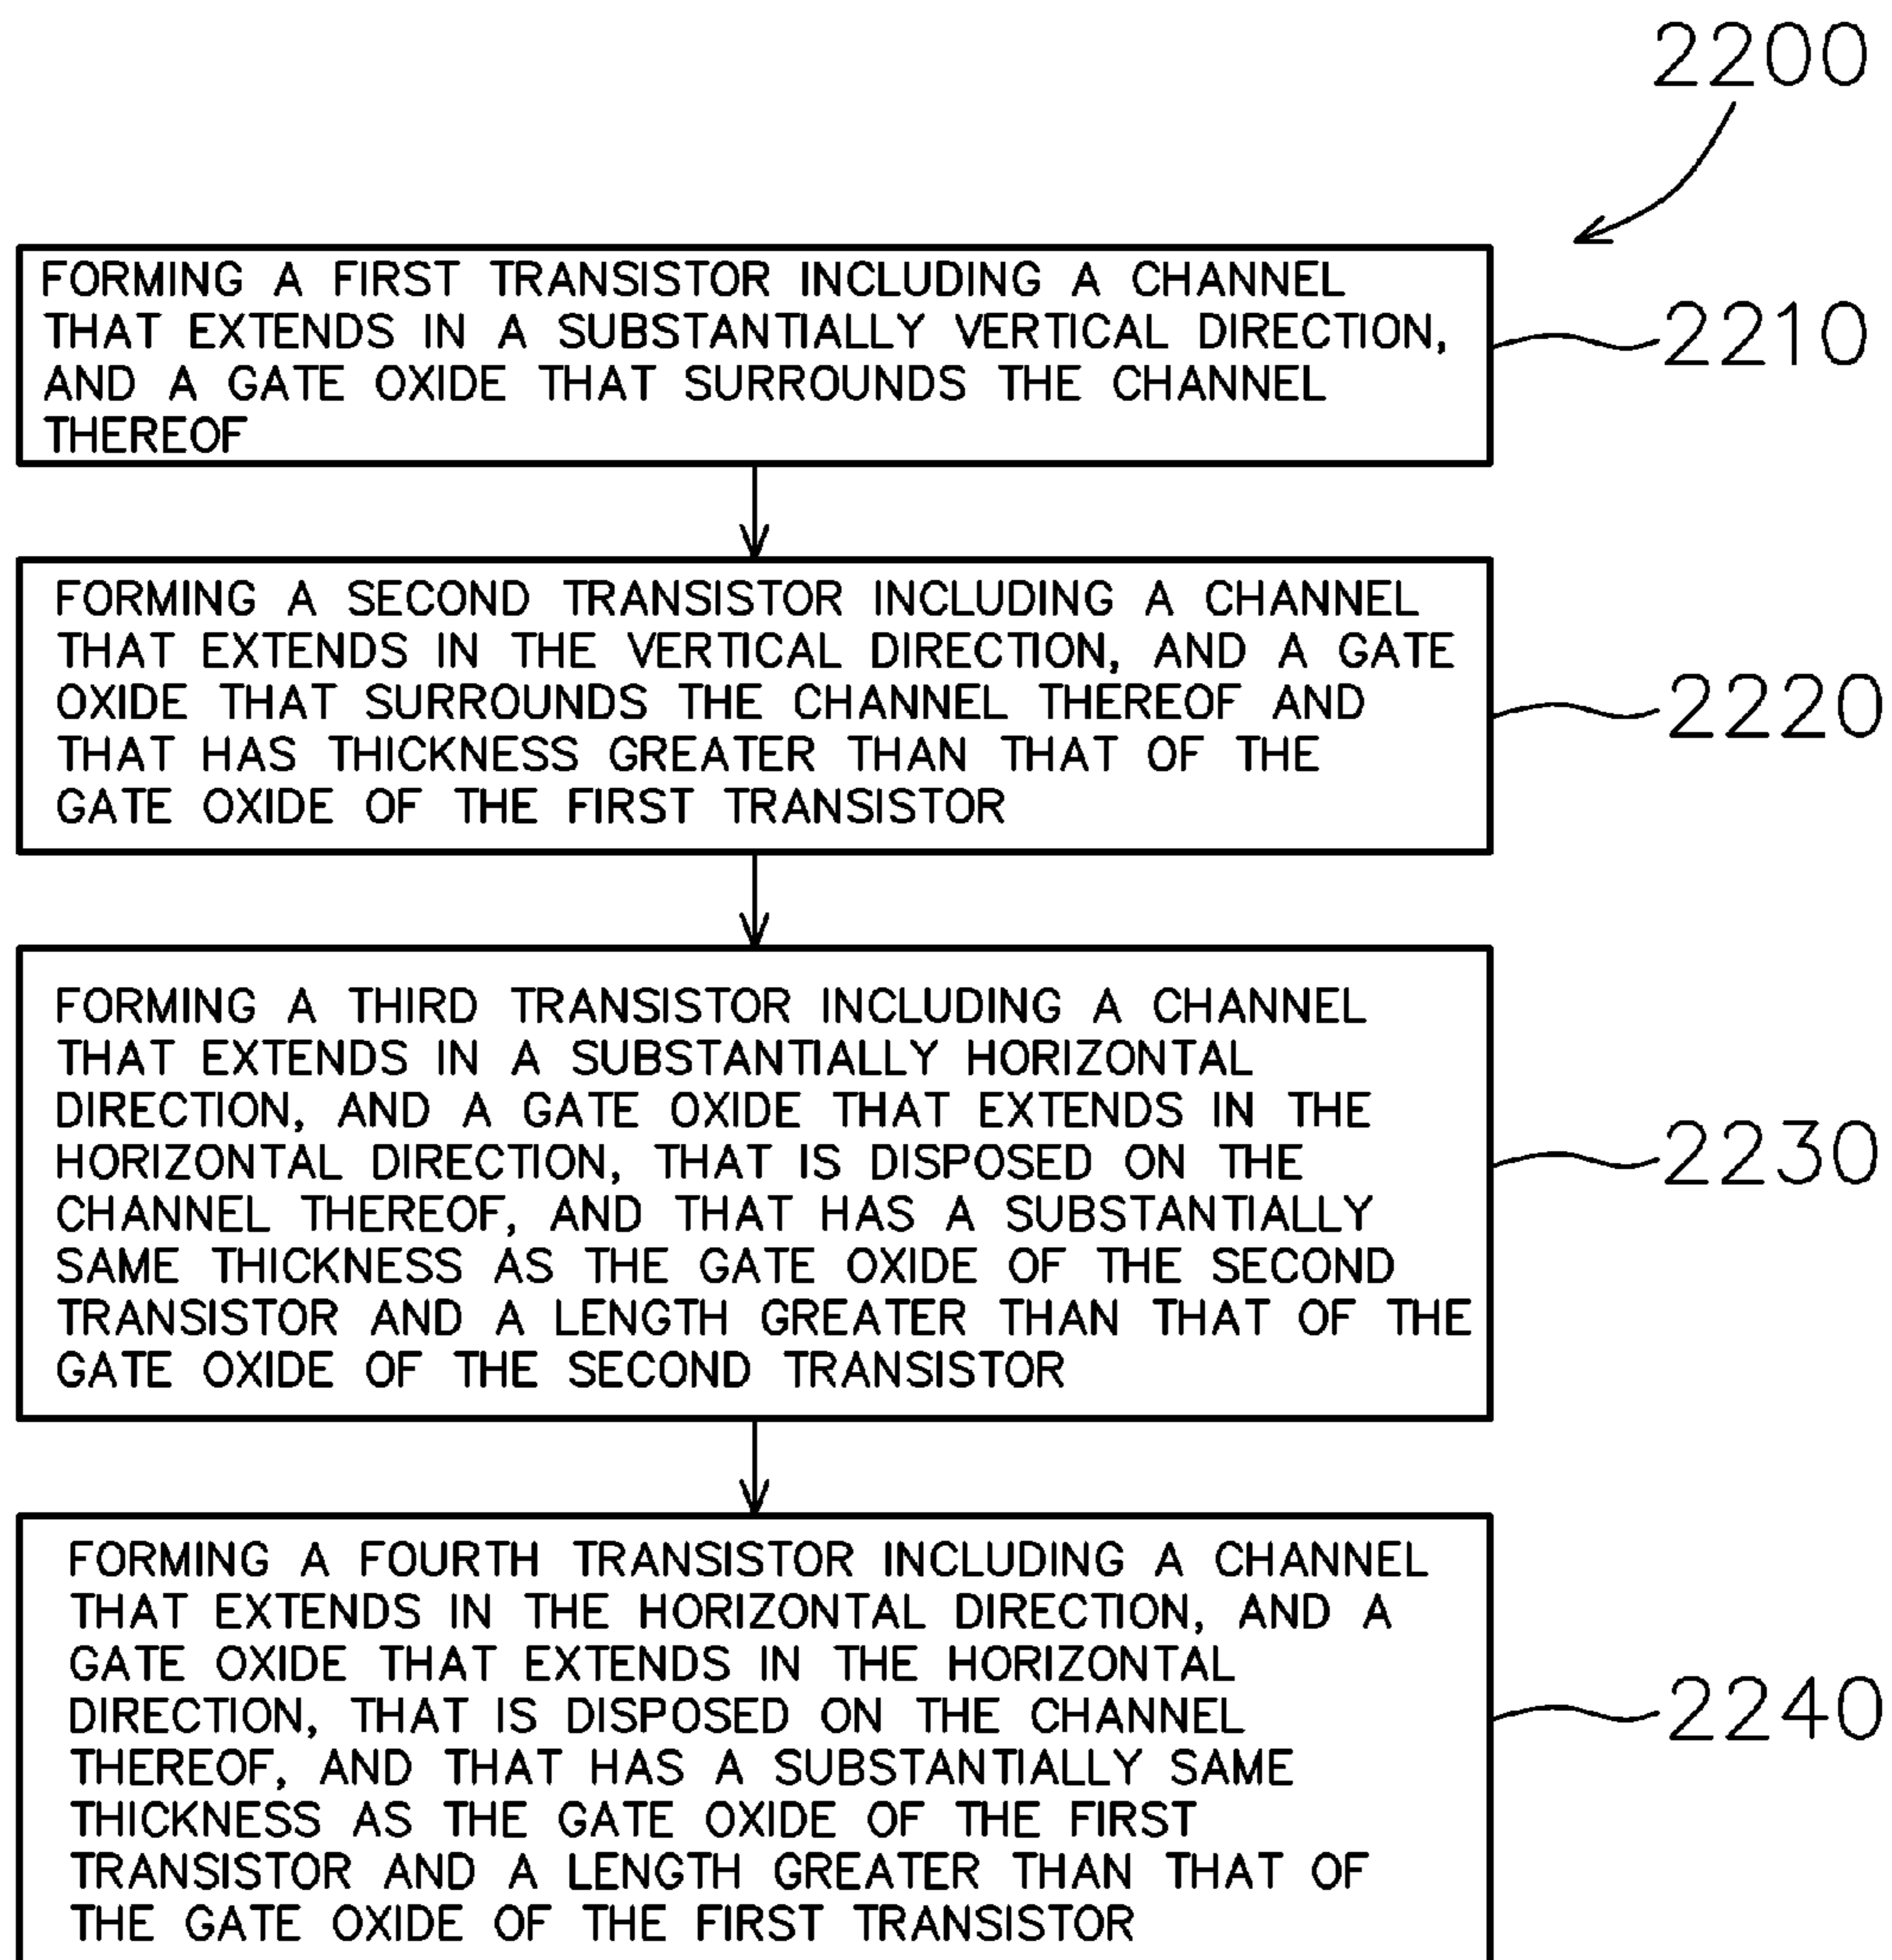 2200
FORMING A FIRST TRANSISTOR INCLUDING A CHANNEL
THAT EXTENDS IN A SUBSTANTIALLY VERTICAL DIRECTION,
AND A GATE OXIDE THAT SURROUNDS THE CHANNEL
THEREOF
2210
FORMING A SECOND TRANSISTOR INCLUDING A CHANNEL
THAT EXTENDS IN THE VERTICAL DIRECTION, AND A GATE
OXIDE THAT SURROUNDS THE CHANNEL THEREOF AND
THAT HAS THICKNESS GREATER THAN THAT OF THE
GATE OXIDE OF THE FIRST TRANSISTOR
2220
FORMING A THIRD TRANSISTOR INCLUDING A CHANNEL
THAT EXTENDS IN A SUBSTANTIALLY HORIZONTAL
DIRECTION, AND A GATE OXIDE THAT EXTENDS IN THE
HORIZONTAL DIRECTION, THAT IS DISPOSED ON THE
CHANNEL THEREOF, AND THAT HAS A SUBSTANTIALLY
SAME THICKNESS AS THE GATE OXIDE OF THE SECOND
TRANSISTOR AND A LENGTH GREATER THAN THAT OF THE
GATE OXIDE OF THE SECOND TRANSISTOR
2230
FORMING A FOURTH TRANSISTOR INCLUDING A CHANNEL
THAT EXTENDS IN THE HORIZONTAL DIRECTION, AND A
GATE OXIDE THAT EXTENDS IN THE HORIZONTAL
DIRECTION, THAT IS DISPOSED ON THE CHANNEL
THEREOF, AND THAT HAS A SUBSTANTIALLY SAME
THICKNESS AS THE GATE OXIDE OF THE FIRST
TRANSISTOR AND A LENGTH GREATER THAN THAT OF
THE GATE OXIDE OF THE FIRST TRANSISTOR
2240